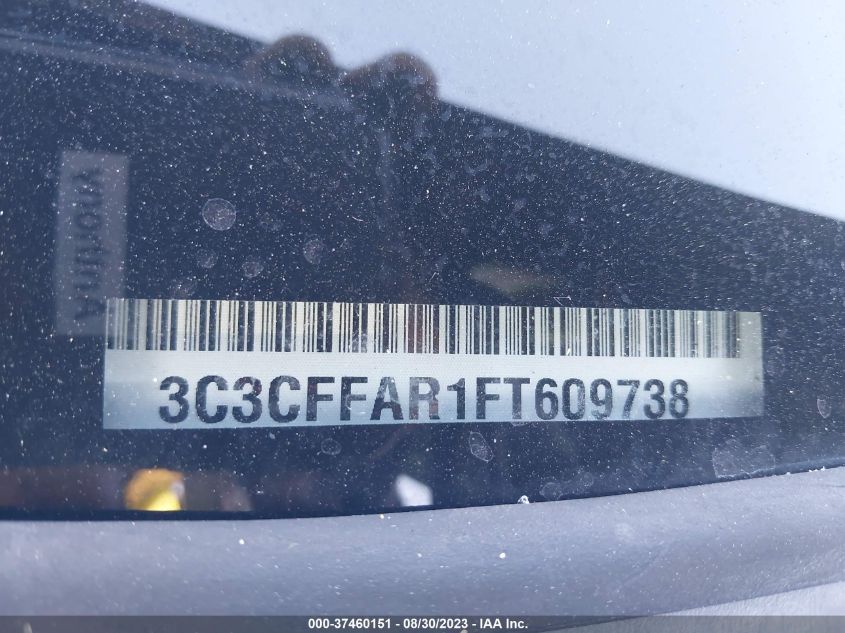 3C3CFFAR1FT609738
000-37460151 - 08/30/2023 - IAA Inc.